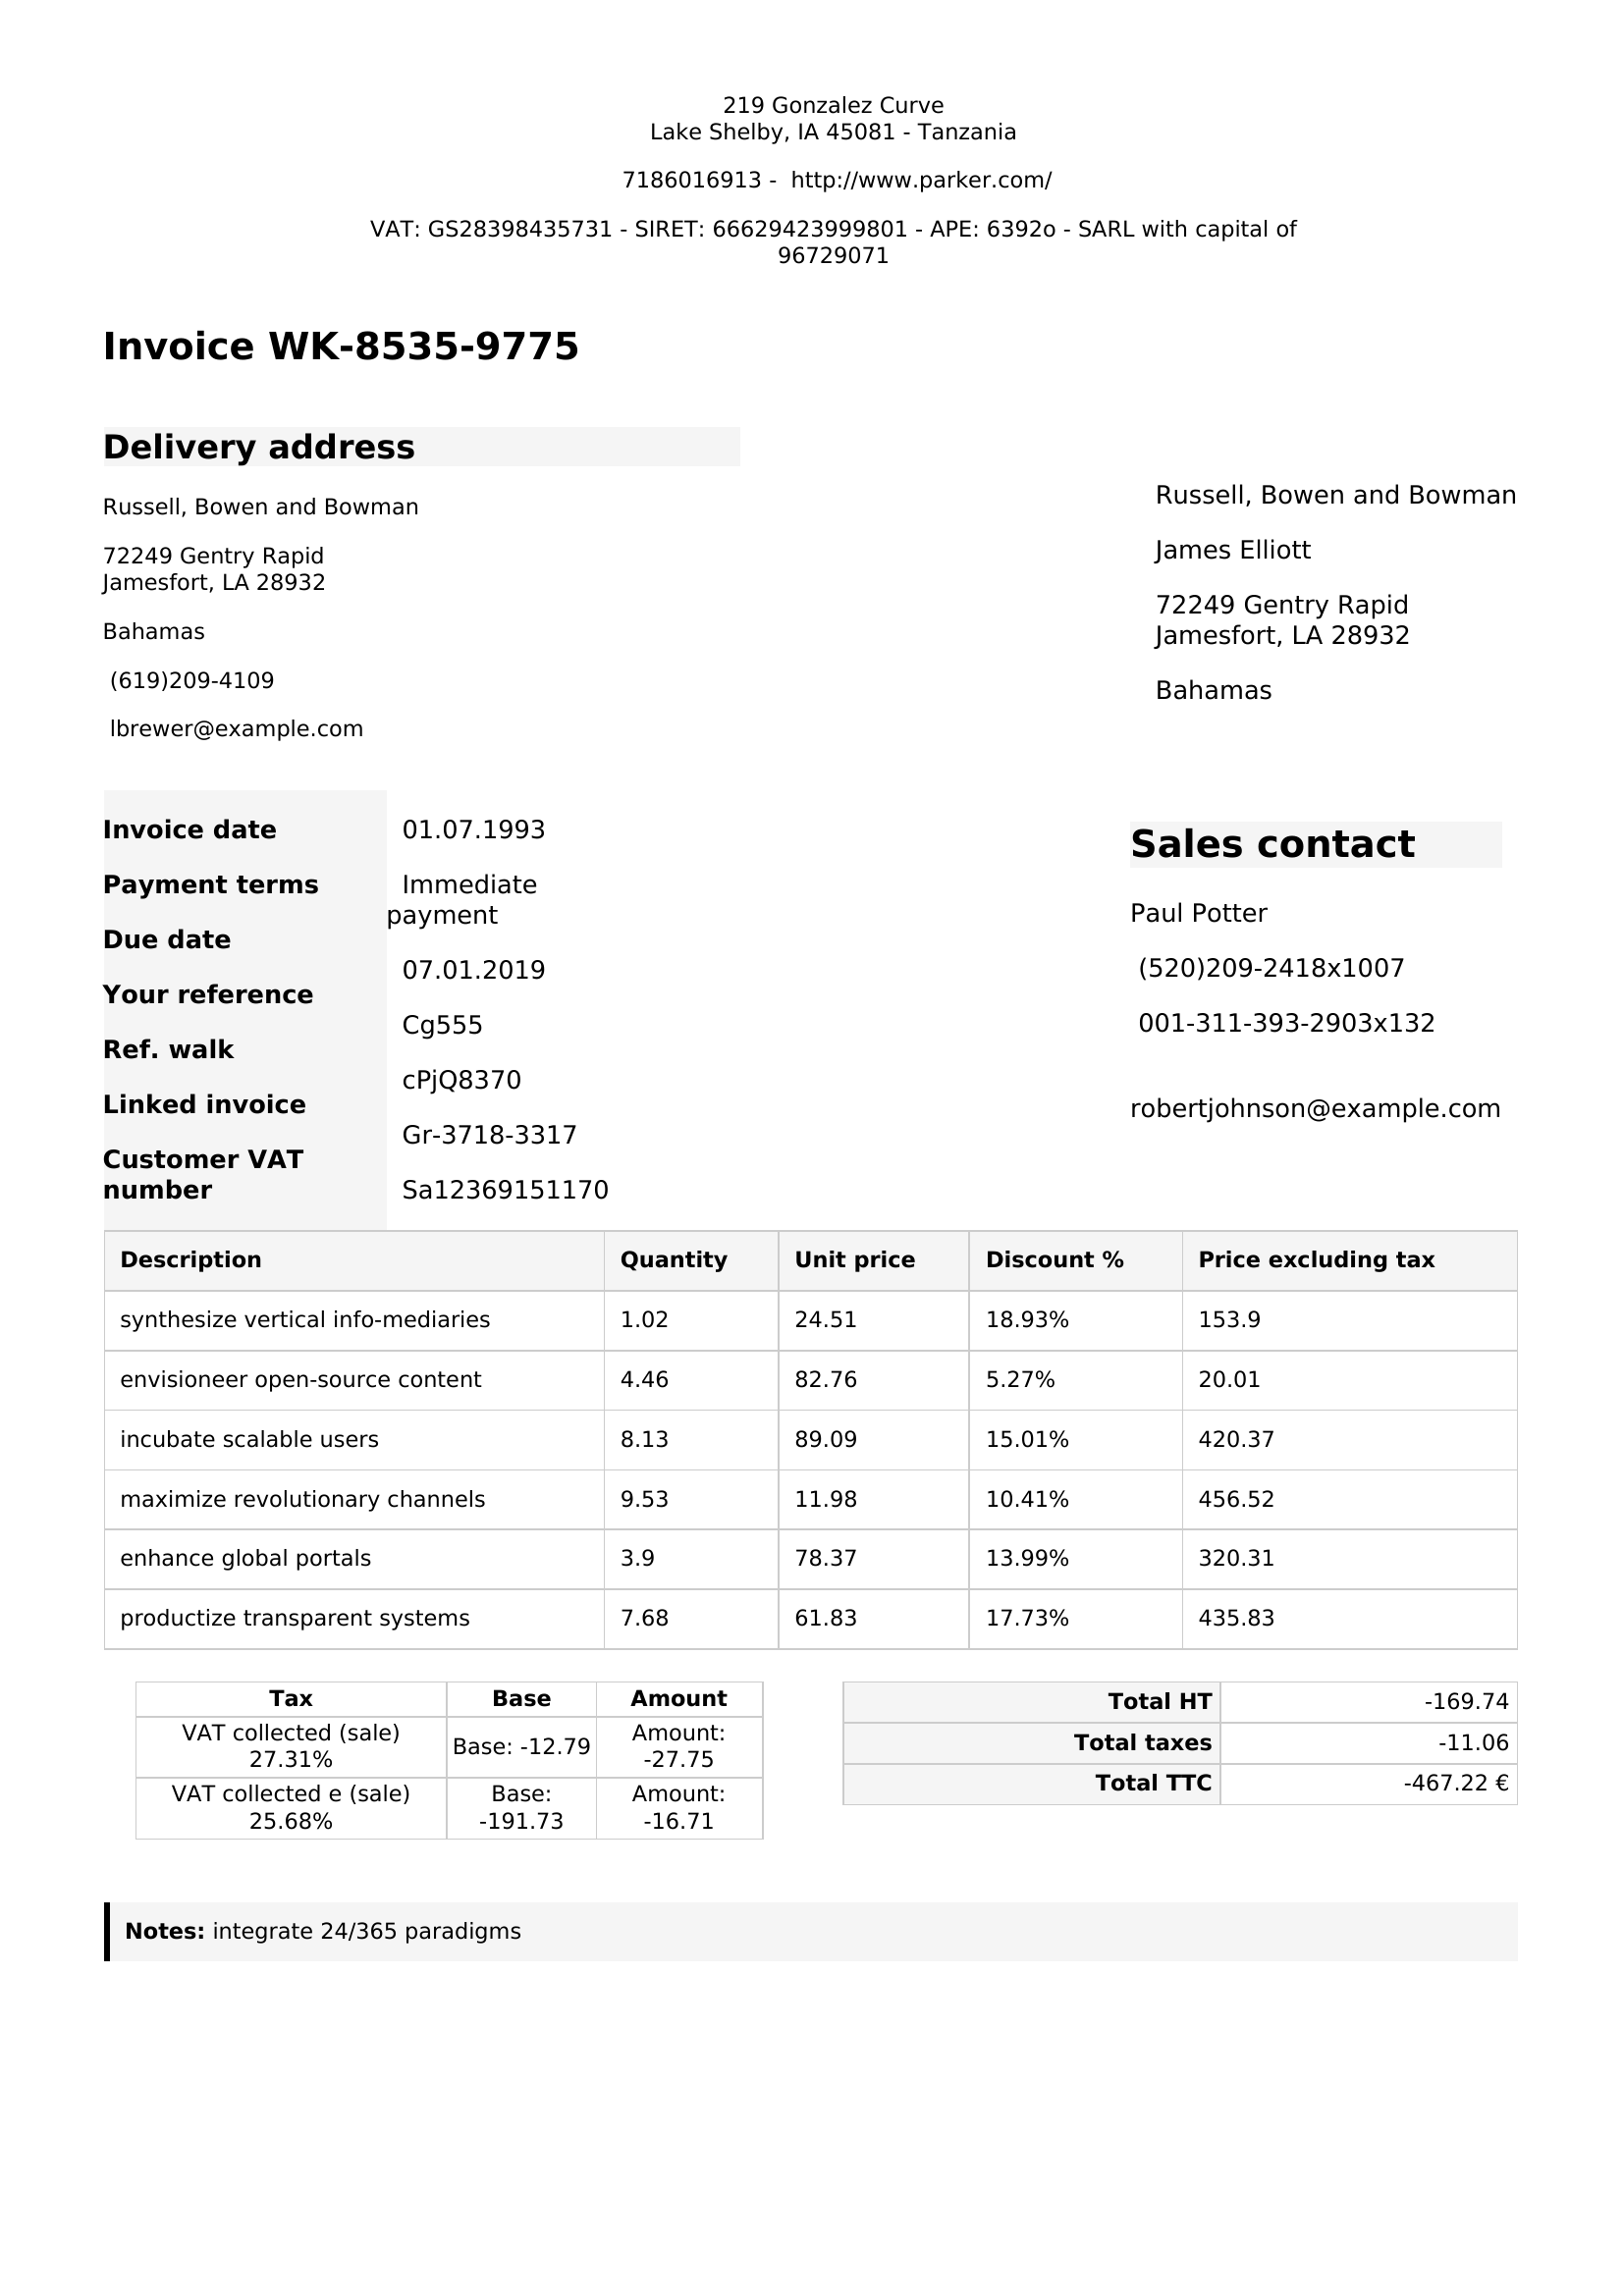 219 Gonzalez Curve
Lake Shelby, IA 45081 - Tanzania
7186016913 - http://www.parker.com/
VAT: GS28398435731 - SIRET: 66629423999801 - APE: 6392o - SARL with capital of
96729071
Invoice WK-8535-9775
Delivery address
Russell, Bowen and Bowman
72249 Gentry Rapid
Jamesfort, LA 28932
Bahamas
(619)209-4109
lbrewer@example.com
Russell, Bowen and Bowman
James Elliott
72249 Gentry Rapid
Jamesfort, LA 28932
Bahamas
Invoice date
Payment terms
Due date
Your reference
Ref. walk
Linked invoice
Customer VAT
number
01.07.1993
Immediate
payment
07.01.2019
Cg555
cPjQ8370
Gr-3718-3317
Sa12369151170
Sales contact
Paul Potter
(520)209-2418x1007
001-311-393-2903x132
robertjohnson@example.com
Description Quantity Unit price Discount % Price excluding tax
synthesize vertical info-mediaries 1.02 24.51 18.93% 153.9
envisioneer open-source content 4.46 82.76 5.27% 20.01
incubate scalable users 8.13 89.09 15.01% 420.37
maximize revolutionary channels 9.53 11.98 10.41% 456.52
enhance global portals 3.9 78.37 13.99% 320.31
productize transparent systems 7.68 61.83 17.73% 435.83
Tax Base Amount
VAT collected (sale)
27.31%
Base: -12.79
Amount:
-27.75
VAT collected e (sale)
25.68%
Base:
-191.73
Amount:
-16.71
Total HT -169.74
Total taxes -11.06
Total TTC -467.22 €
Notes: integrate 24/365 paradigms